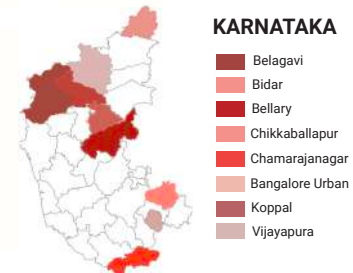 KARNATAKA
Belagavi
Bidar
Bellary
Chikkaballapur
Chamarajanagar
Bangalore Urban
Koppal
Vijayapura